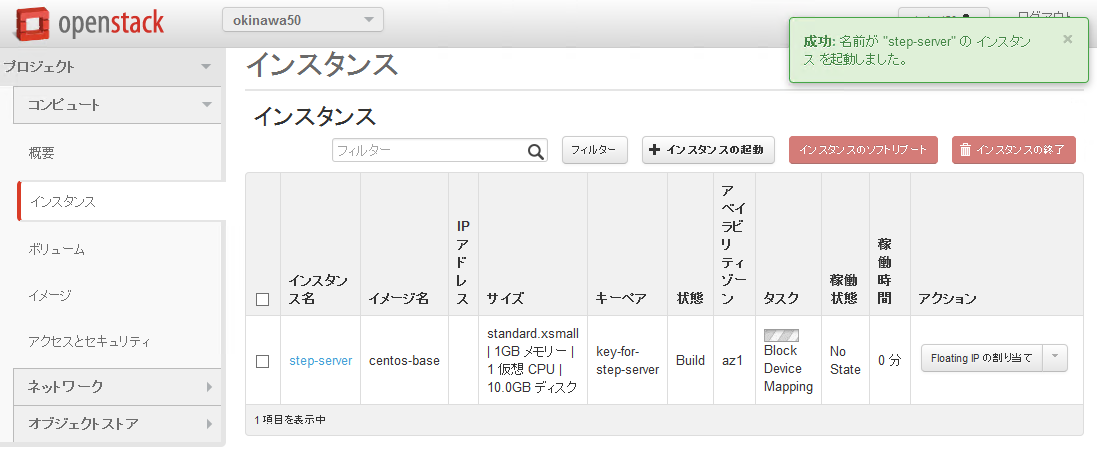 openstack
okinawa50
ログアウト
成功: 名前が "step-server" の インスタン
ス を起動しました。
×
プロジェクト
コンピュート
概要
インスタンス
ボリューム
イメージ
アクセスとセキュリティ
ネットワーク
オブジェクトストア
インスタンス
インスタンス
フィルター
フィルター
+ インスタンスの起動
インスタンスのソフトリブート
インスタンスの終了
インスタン
ス名
イメージ名
IP
ア
ド
レ
ス
サイズ
キーペア
状態
ア
ベイ
ラビ
リ
ティ
ゾー
ン
タスク
稼働
状態
稼
働
時
間
アクション
step-server
centos-base
standard.xsmall
| 1GB メモリー |
1 仮想 CPU |
10.0GB ディスク
key-for-
step-server
Build
az1
Block
Device
Mapping
No
State
0 分
Floating IP の割り当て
1 項目を表示中